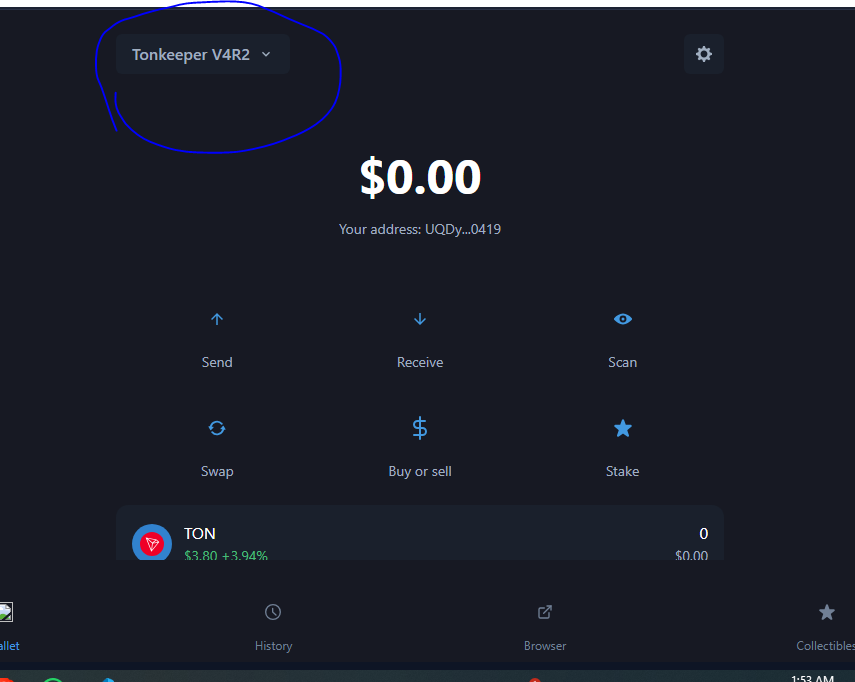 Tonkeeper V4R2
$0.00
Your address: UQDy...0419
Send Receive Scan
Swap Buy or sell Stake
TON 0
$3.80 +3.94% $0.00
allet History Browser Collectibles
1:53 AM